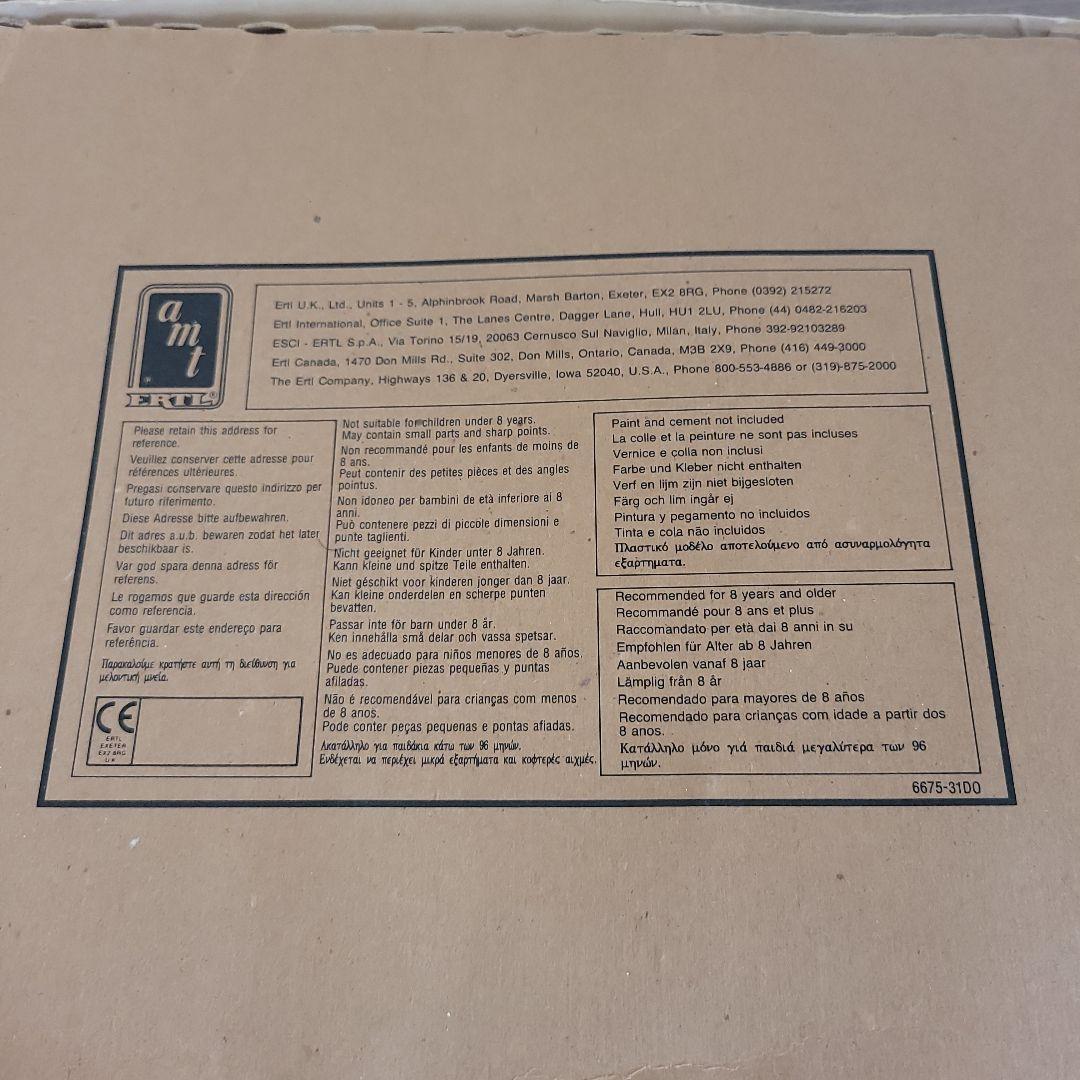 amt
ERTL®
Ertl U.K., Ltd., Units 1 - 5, Alphinbrook Road, Marsh Barton, Exeter, EX2 8RG, Phone (0392) 215272
Ertl International, Office Suite 1, The Lanes Centre, Dagger Lane, Hull, HU1 2LU, Phone (44) 0482-216203
ESCI - ERTL S.p.A., Via Torino 15/19, 20063 Cernusco Sul Naviglio, Milan, Italy, Phone 392-92103289
Ertl Canada, 1470 Don Mills Rd., Suite 302, Don Mills, Ontario, Canada, M3B 2X9, Phone (416) 449-3000
The Ertl Company, Highways 136 & 20, Dyersville, Iowa 52040, U.S.A., Phone 800-553-4886 or (319)-875-2000
Please retain this address for
reference.
Veuillez conserver cette adresse pour
références ultérieures.
Pregasi conservare questo indirizzo per
futuro riferimento.
Diese Adresse bitte aufbewahren.
Dit adres a.u.b. bewaren zodat het later
beschikbaar is.
Var god spara denna adress för
referens.
Le rogemos que guarde esta dirección
como referencia.
Favor guardar este endereço para
referência.
Παρακαλούμε κρατήστε αυτή τη διεύθυνση για
μελοντική μνεία.
CE
ERTL
EXETER
EX2 8RG
UK
Not suitable for children under 8 years.
May contain small parts and sharp points.
Non recommandé pour les enfants de moins de
8 ans.
Peut contenir des petites pièces et des angles
pointus.
Non idoneo per bambini de età inferiore ai 8
anni.
Può contenere pezzi di piccole dimensioni e
punte taglienti.
Nicht geeignet für Kinder unter 8 Jahren.
Kann kleine und spitze Teile enthalten.
Niet géschikt voor kinderen jonger dan 8 jaar.
Kan kleine onderdelen en scherpe punten
bevatten.
Passar inte för barn under 8 år.
Ken innehålla små delar och vassa spetsar.
No es adecuado para niños menores de 8 años.
Puede contener piezas pequeñas y puntas
afiladas.
Não é recomendável para crianças com menos
de 8 anos.
Pode conter peças pequenas e pontas afiadas.
Ακατάλληλο για παιδάκια κάτω των 96 μηνών.
Ενδέχεται να περιέχει μικρά εξαρτήματα και κοφτερές αιχμές.
Paint and cement not included
La colle et la peinture ne sont pas incluses
Vernice e colla non inclusi
Farbe und Kleber nicht enthalten
Verf en lijm zijn niet bijgesloten
Färg och lim ingår ej
Pintura y pegamento no incluidos
Tinta e cola não incluidos
Πλαστικό μοδέλο αποτελούμενο από ασυναρμολόγητα
εξαρτηματα.
Recommended for 8 years and older
Recommandé pour 8 ans et plus
Raccomandato per età dai 8 anni in su
Empfohlen für Alter ab 8 Jahren
Aanbevolen vanaf 8 jaar
Lämplig från 8 år
Recomendado para mayores de 8 años
Recomendado para crianças com idade a partir dos
8 anos.
Κατάλληλο μόνο γιά παιδιά μεγαλύτερα των 96
μηνών.
6675-31DO